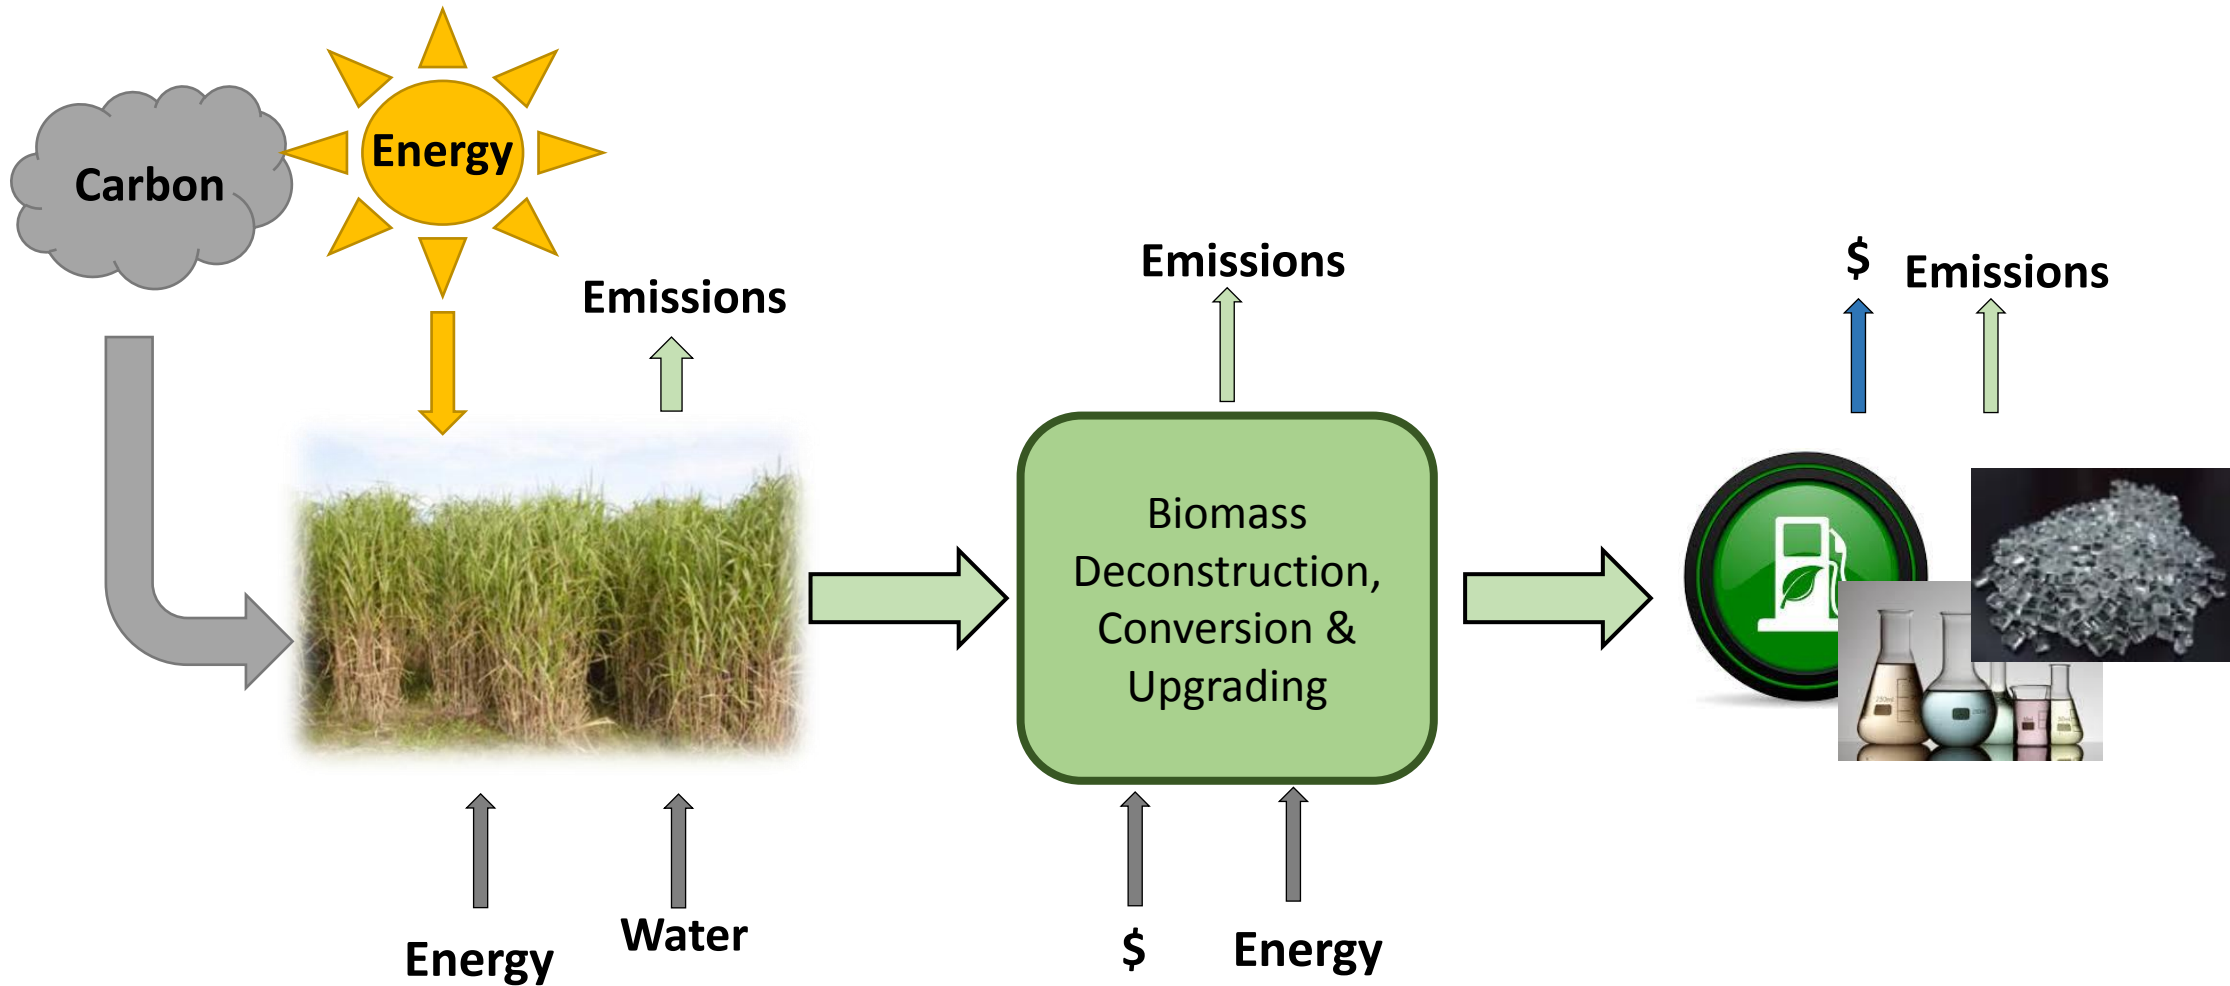 Carbon
Energy
Emissions
Emissions
$
Emissions
Biomass
Deconstruction,
Conversion &
Upgrading
Energy
Water
$
Energy